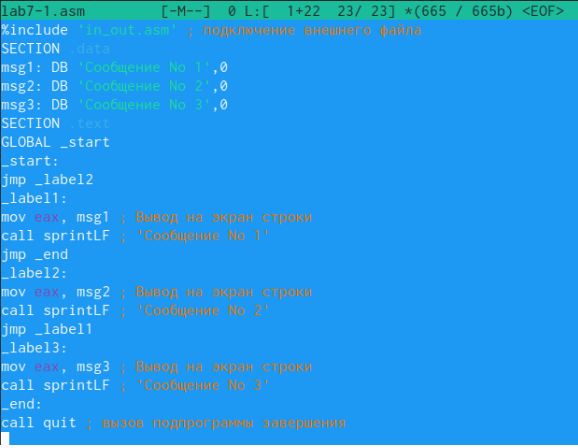 lab7-1.asm [-M--] 0 L:[ 1+22 23/ 23] *(665 / 665b) <EOF>
%include 'in_out.asm' ; подключение внешнего файла
SECTION .data
msg1: DB 'Сообщение No 1',0
msg2: DB 'Сообщение No 2',0
msg3: DB 'Сообщение No 3',0
SECTION .text
GLOBAL _start
_start:
jmp _label2
_label1:
mov eax, msg1 ; Вывод на экран строки
call sprintLF ; 'Сообщение No 1'
jmp _end
_label2:
mov eax, msg2 ; Вывод на экран строки
call sprintLF ; 'Сообщение No 2'
jmp _label1
_label3:
mov eax, msg3 ; Вывод на экран строки
call sprintLF ; 'Сообщение No 3'
_end:
call quit ; вызов подпрограммы завершения